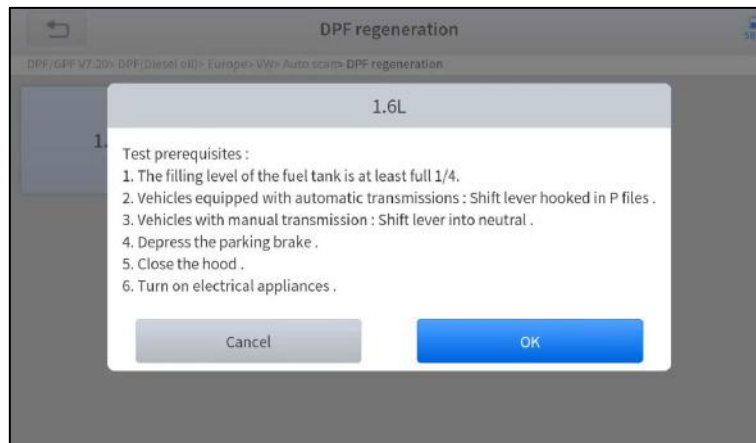 DPF regeneration
DPF/GPF V7.20> DPF(Diesel oil)> Europe> VW> Auto scan> DPF regeneration
1.6L
1.
Test prerequisites :
1. The filling level of the fuel tank is at least full 1/4.
2. Vehicles equipped with automatic transmissions : Shift lever hooked in P files .
3. Vehicles with manual transmission : Shift lever into neutral .
4. Depress the parking brake .
5. Close the hood .
6. Turn on electrical appliances .
Cancel
OK